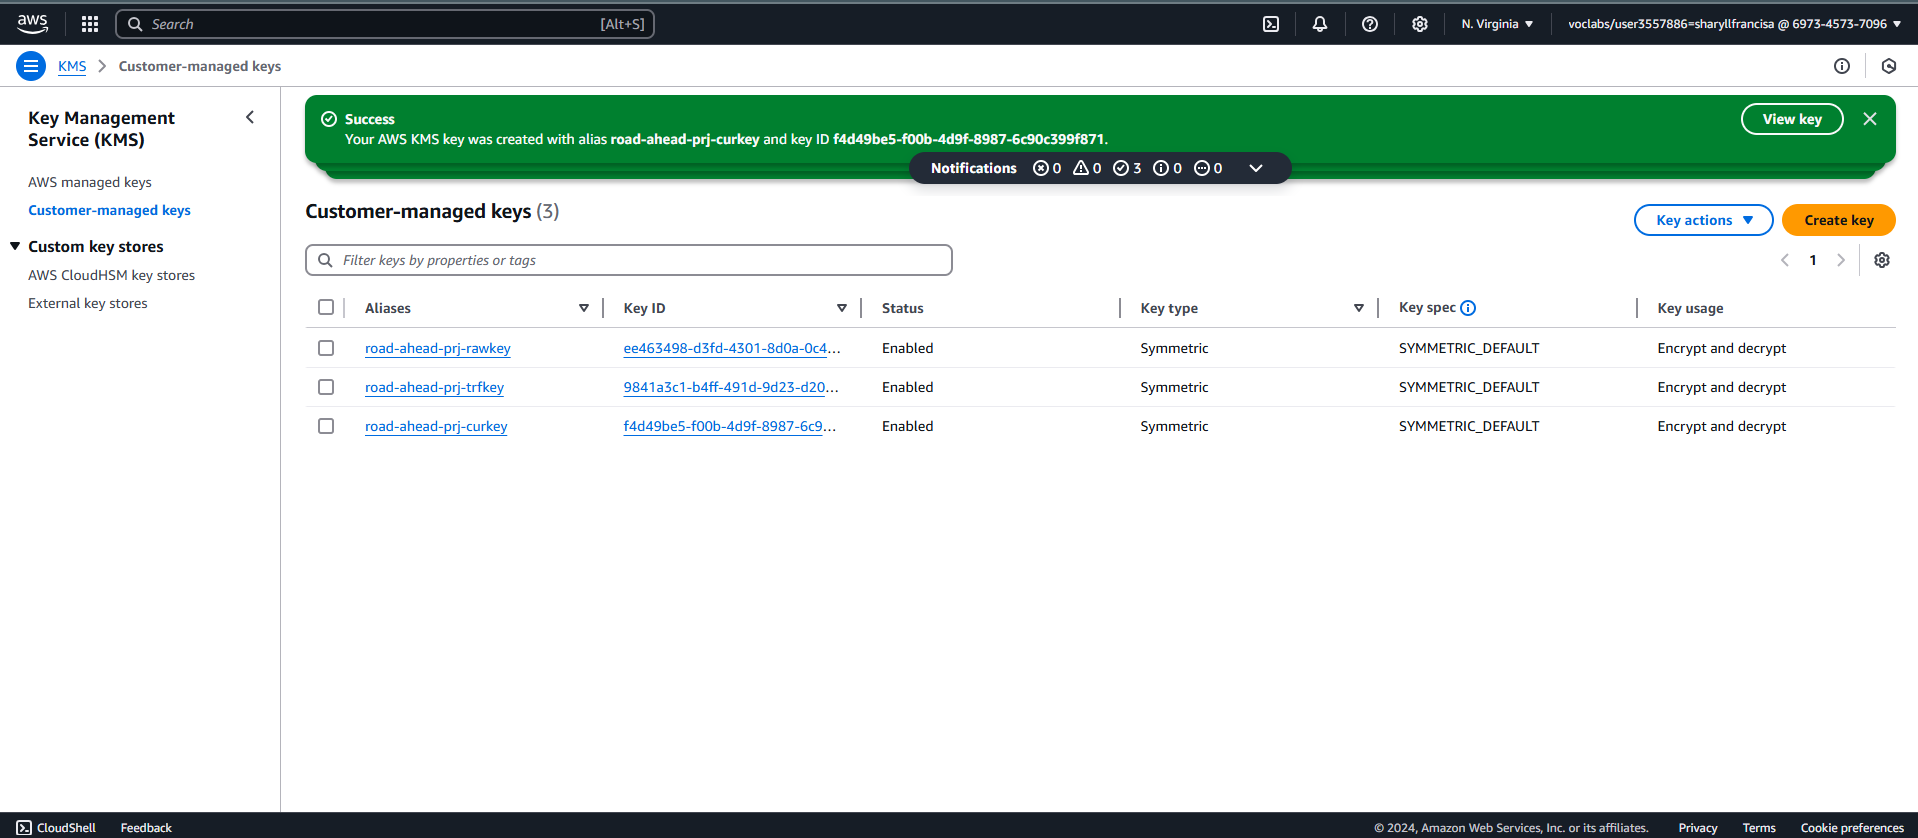 aws Search [Alt+S] N. Virginia voclabs/user3557886=sharyllfrancisa @ 6973-4573-7096
KMS Customer-managed keys
Key Management
Service (KMS)
AWS managed keys
Customer-managed keys
Custom key stores
AWS CloudHSM key stores
External key stores
Success
Your AWS KMS key was created with alias road-ahead-prj-curkey and key ID f4d49be5-f00b-4d9f-8987-6c90c399f871.
View key
Notifications 0 0 3 0 0
Customer-managed keys (3)
Key actions Create key
Filter keys by properties or tags
1
Aliases Key ID Status Key type Key spec Key usage
road-ahead-prj-rawkey ee463498-d3fd-4301-8d0a-0c4... Enabled Symmetric SYMMETRIC_DEFAULT Encrypt and decrypt
road-ahead-prj-trfkey 9841a3c1-b4ff-491d-9d23-d20... Enabled Symmetric SYMMETRIC_DEFAULT Encrypt and decrypt
road-ahead-prj-curkey f4d49be5-f00b-4d9f-8987-6c9... Enabled Symmetric SYMMETRIC_DEFAULT Encrypt and decrypt
CloudShell Feedback © 2024, Amazon Web Services, Inc. or its affiliates. Privacy Terms Cookie preferences